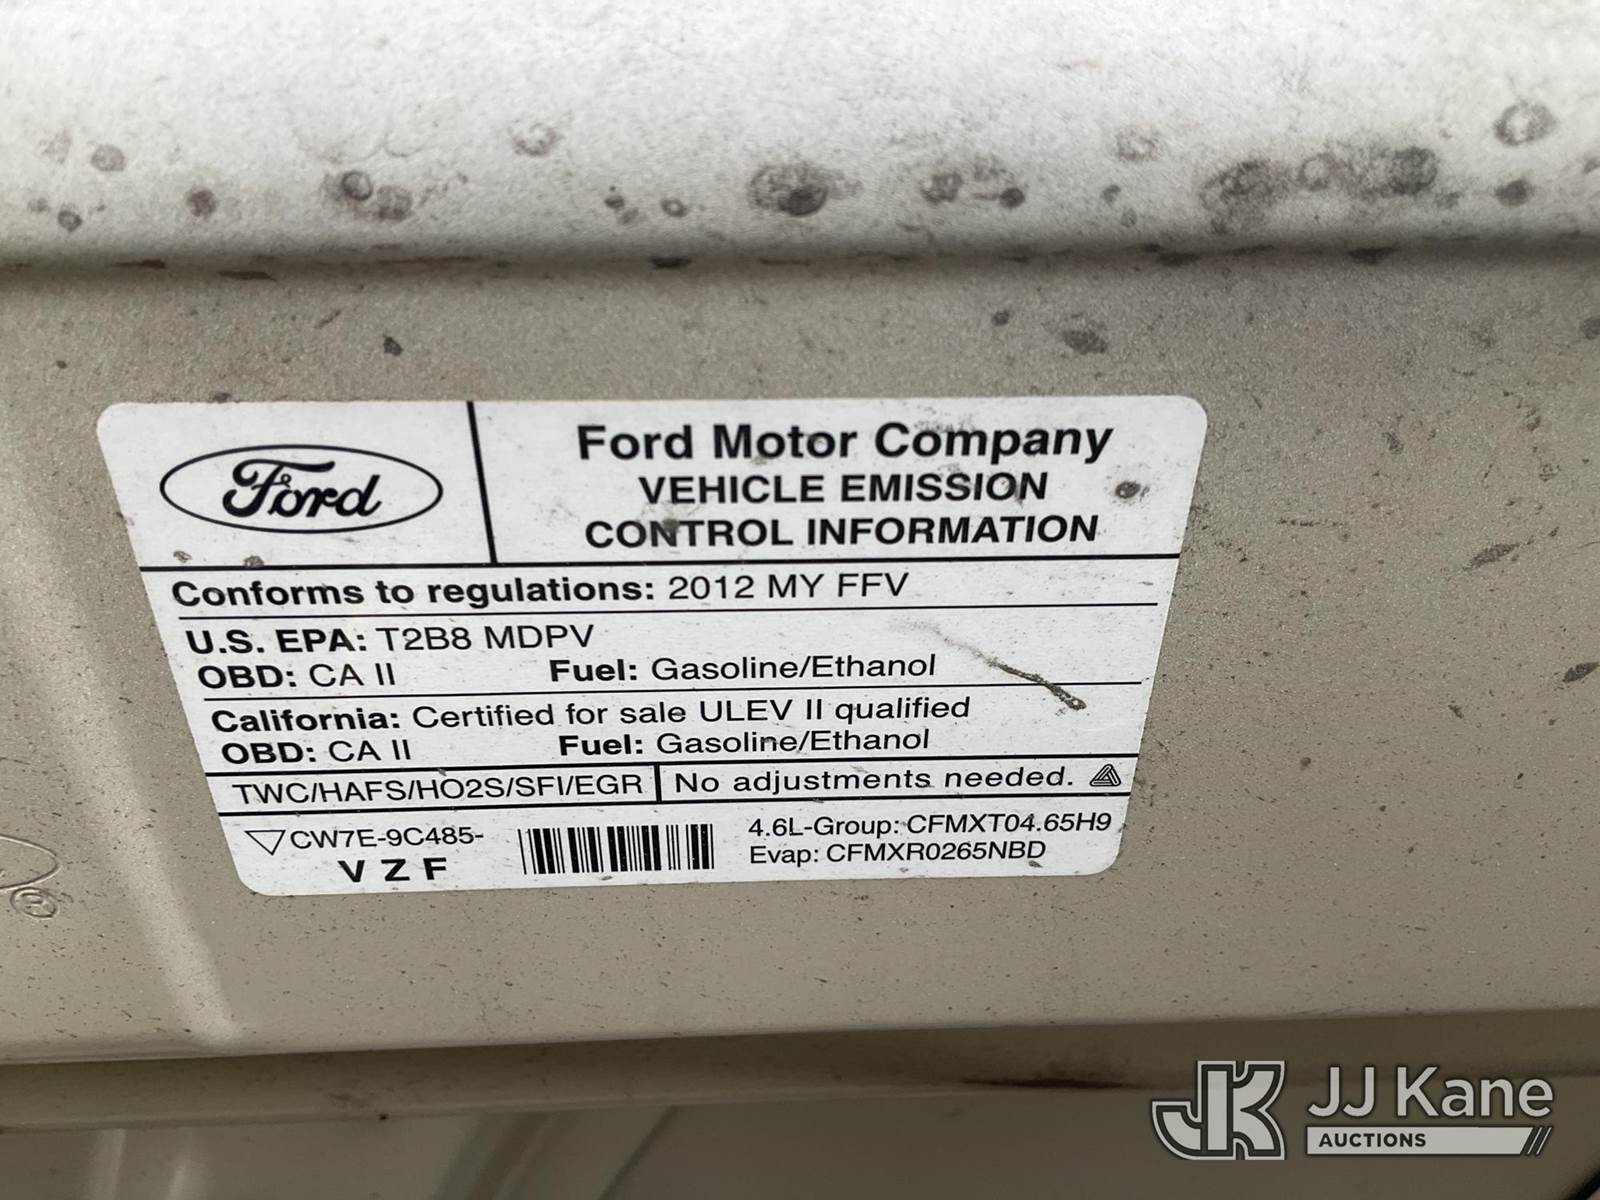 Ford
Ford Motor Company
VEHICLE EMISSION
CONTROL INFORMATION
Conforms to regulations: 2012 MY FFV
U.S. EPA: T2B8 MDPV
OBD: CA II Fuel: Gasoline/Ethanol
California: Certified for sale ULEV II qualified
OBD: CA II Fuel: Gasoline/Ethanol
TWC/HAFS/HO2S/SFI/EGR No adjustments needed.
CW7E-9C485-
VZF
4.6L-Group: CFMXT04.65H9
Evap: CFMXR0265NBD
JK JJ Kane
AUCTIONS